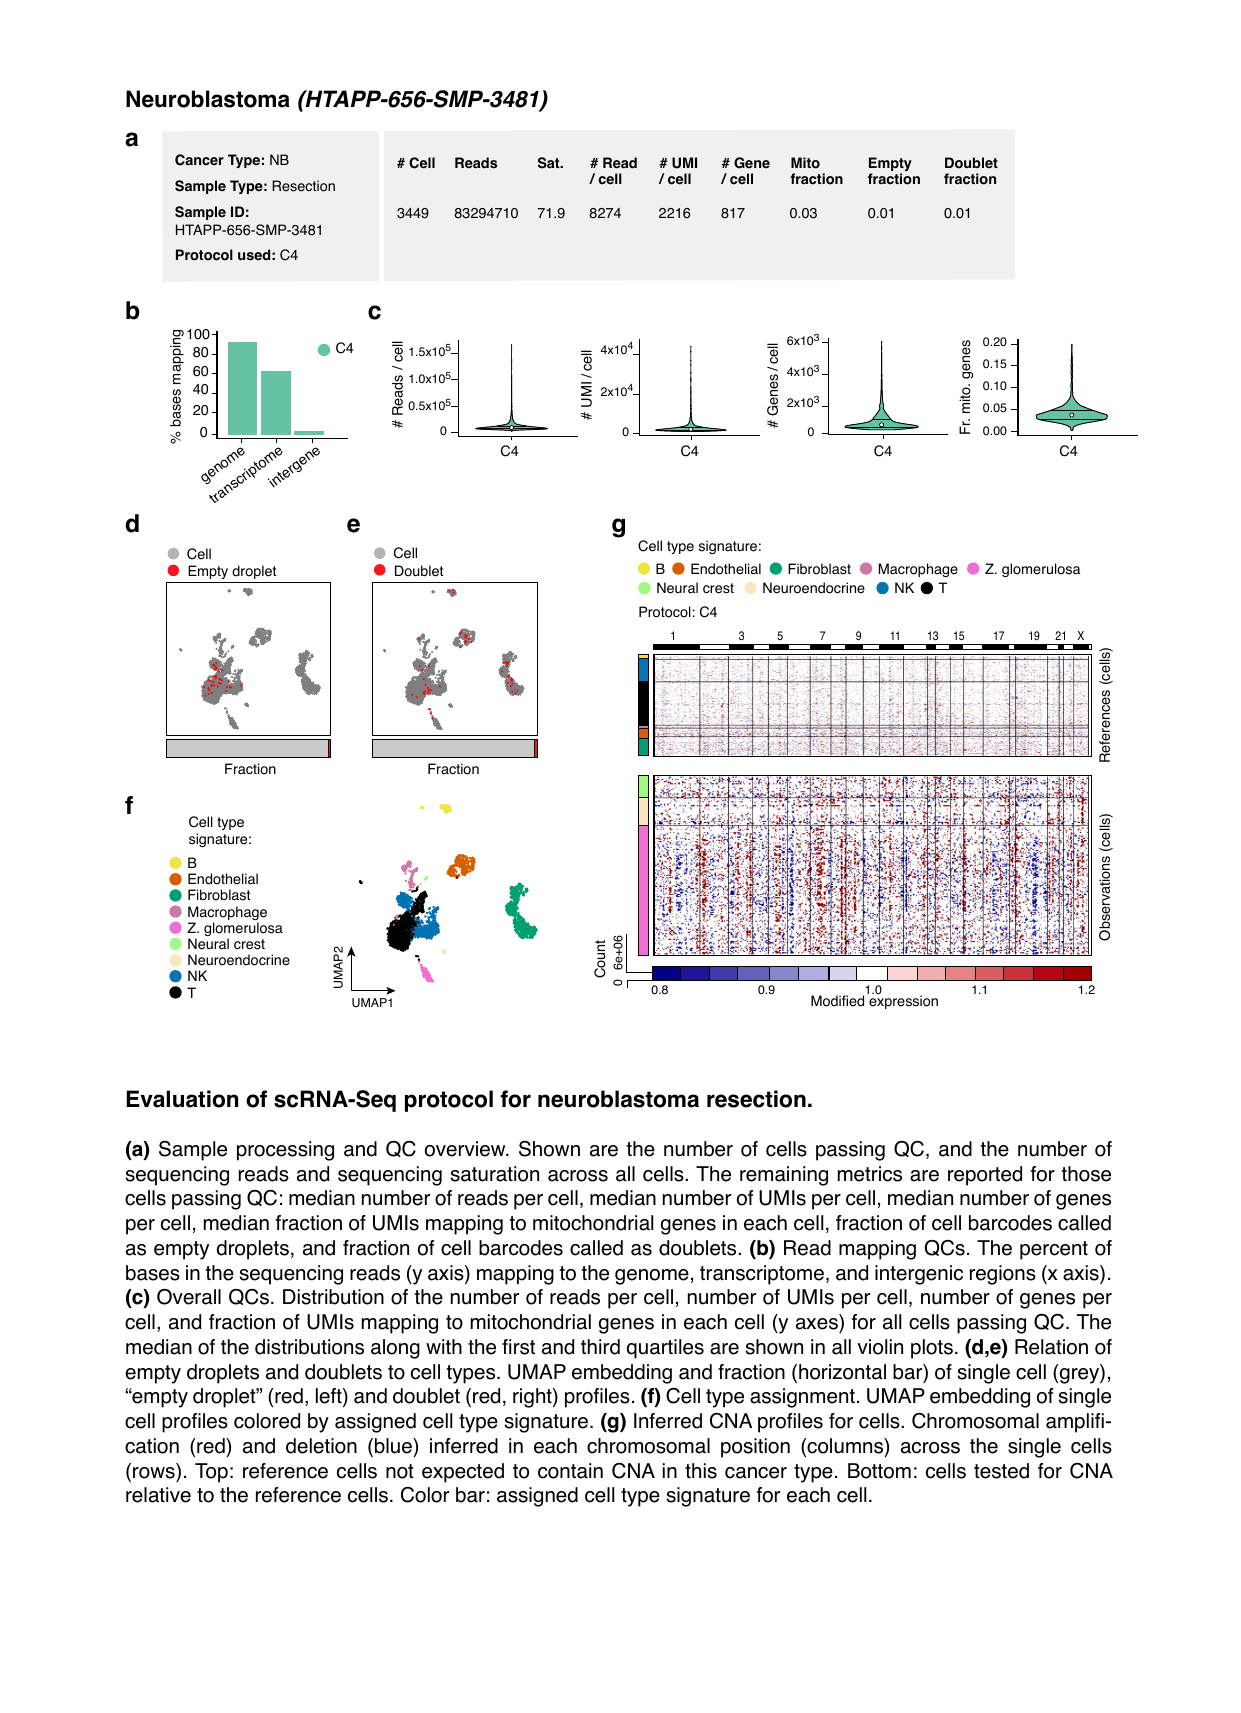 Neuroblastoma (HTAPP-656-SMP-3481)
a
Cancer Type: NB
Sample Type: Resection
Sample ID:
HTAPP-656-SMP-3481
Protocol used: C4
# Cell Reads Sat. # Read / cell # UMI / cell # Gene / cell Mito fraction Empty fraction Doublet fraction
3449 83294710 71.9 8274 2216 817 0.03 0.01 0.01
b
% bases mapping
100
80
60
40
20
0
C4
genome
transcriptome
intergene
c
# Reads / cell
1.5x10⁵
1.0x10⁵
0.5x10⁵
0
C4
# UMI / cell
4x10⁴
2x10⁴
0
C4
# Genes / cell
6x10³
4x10³
2x10³
0
C4
Fr. mito. genes
0.20
0.15
0.10
0.05
0.00
C4
d
Cell
Empty droplet
Fraction
e
Cell
Doublet
Fraction
f
Cell type
signature:
B
Endothelial
Fibroblast
Macrophage
Z. glomerulosa
Neural crest
Neuroendocrine
NK
T
UMAP2
UMAP1
g
Cell type signature:
B Endothelial Fibroblast Macrophage Z. glomerulosa
Neural crest Neuroendocrine NK T
Protocol: C4
1 3 5 7 9 11 13 15 17 19 21 X
References (cells)
Observations (cells)
Count
0 6e+06
0.8 0.9 1.0 1.1 1.2
Modified expression
Evaluation of scRNA-Seq protocol for neuroblastoma resection.
(a) Sample processing and QC overview. Shown are the number of cells passing QC, and the number of
sequencing reads and sequencing saturation across all cells. The remaining metrics are reported for those
cells passing QC: median number of reads per cell, median number of UMIs per cell, median number of genes
per cell, median fraction of UMIs mapping to mitochondrial genes in each cell, fraction of cell barcodes called
as empty droplets, and fraction of cell barcodes called as doublets. (b) Read mapping QCs. The percent of
bases in the sequencing reads (y axis) mapping to the genome, transcriptome, and intergenic regions (x axis).
(c) Overall QCs. Distribution of the number of reads per cell, number of UMIs per cell, number of genes per
cell, and fraction of UMIs mapping to mitochondrial genes in each cell (y axes) for all cells passing QC. The
median of the distributions along with the first and third quartiles are shown in all violin plots. (d,e) Relation of
empty droplets and doublets to cell types. UMAP embedding and fraction (horizontal bar) of single cell (grey),
“empty droplet” (red, left) and doublet (red, right) profiles. (f) Cell type assignment. UMAP embedding of single
cell profiles colored by assigned cell type signature. (g) Inferred CNA profiles for cells. Chromosomal amplifi-
cation (red) and deletion (blue) inferred in each chromosomal position (columns) across the single cells
(rows). Top: reference cells not expected to contain CNA in this cancer type. Bottom: cells tested for CNA
relative to the reference cells. Color bar: assigned cell type signature for each cell.